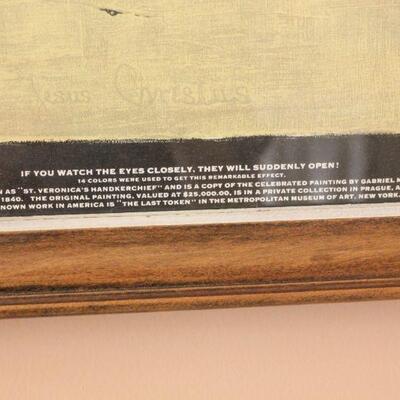 Jesus Christus
IF YOU WATCH THE EYES CLOSELY, THEY WILL SUDDENLY OPEN!
14 COLORS WERE USED TO GET THIS REMARKABLE EFFECT.
N AS "ST. VERONICA'S HANDKERCHIEF" AND IS A COPY OF THE CELEBRATED PAINTING BY GABRIEL M
1840. THE ORIGINAL PAINTING, VALUED AT $25,000.00, IS IN A PRIVATE COLLECTION IN PRAGUE, A
NOWN WORK IN AMERICA IS "THE LAST TOKEN" IN THE METROPOLITAN MUSEUM OF ART, NEW YORK.